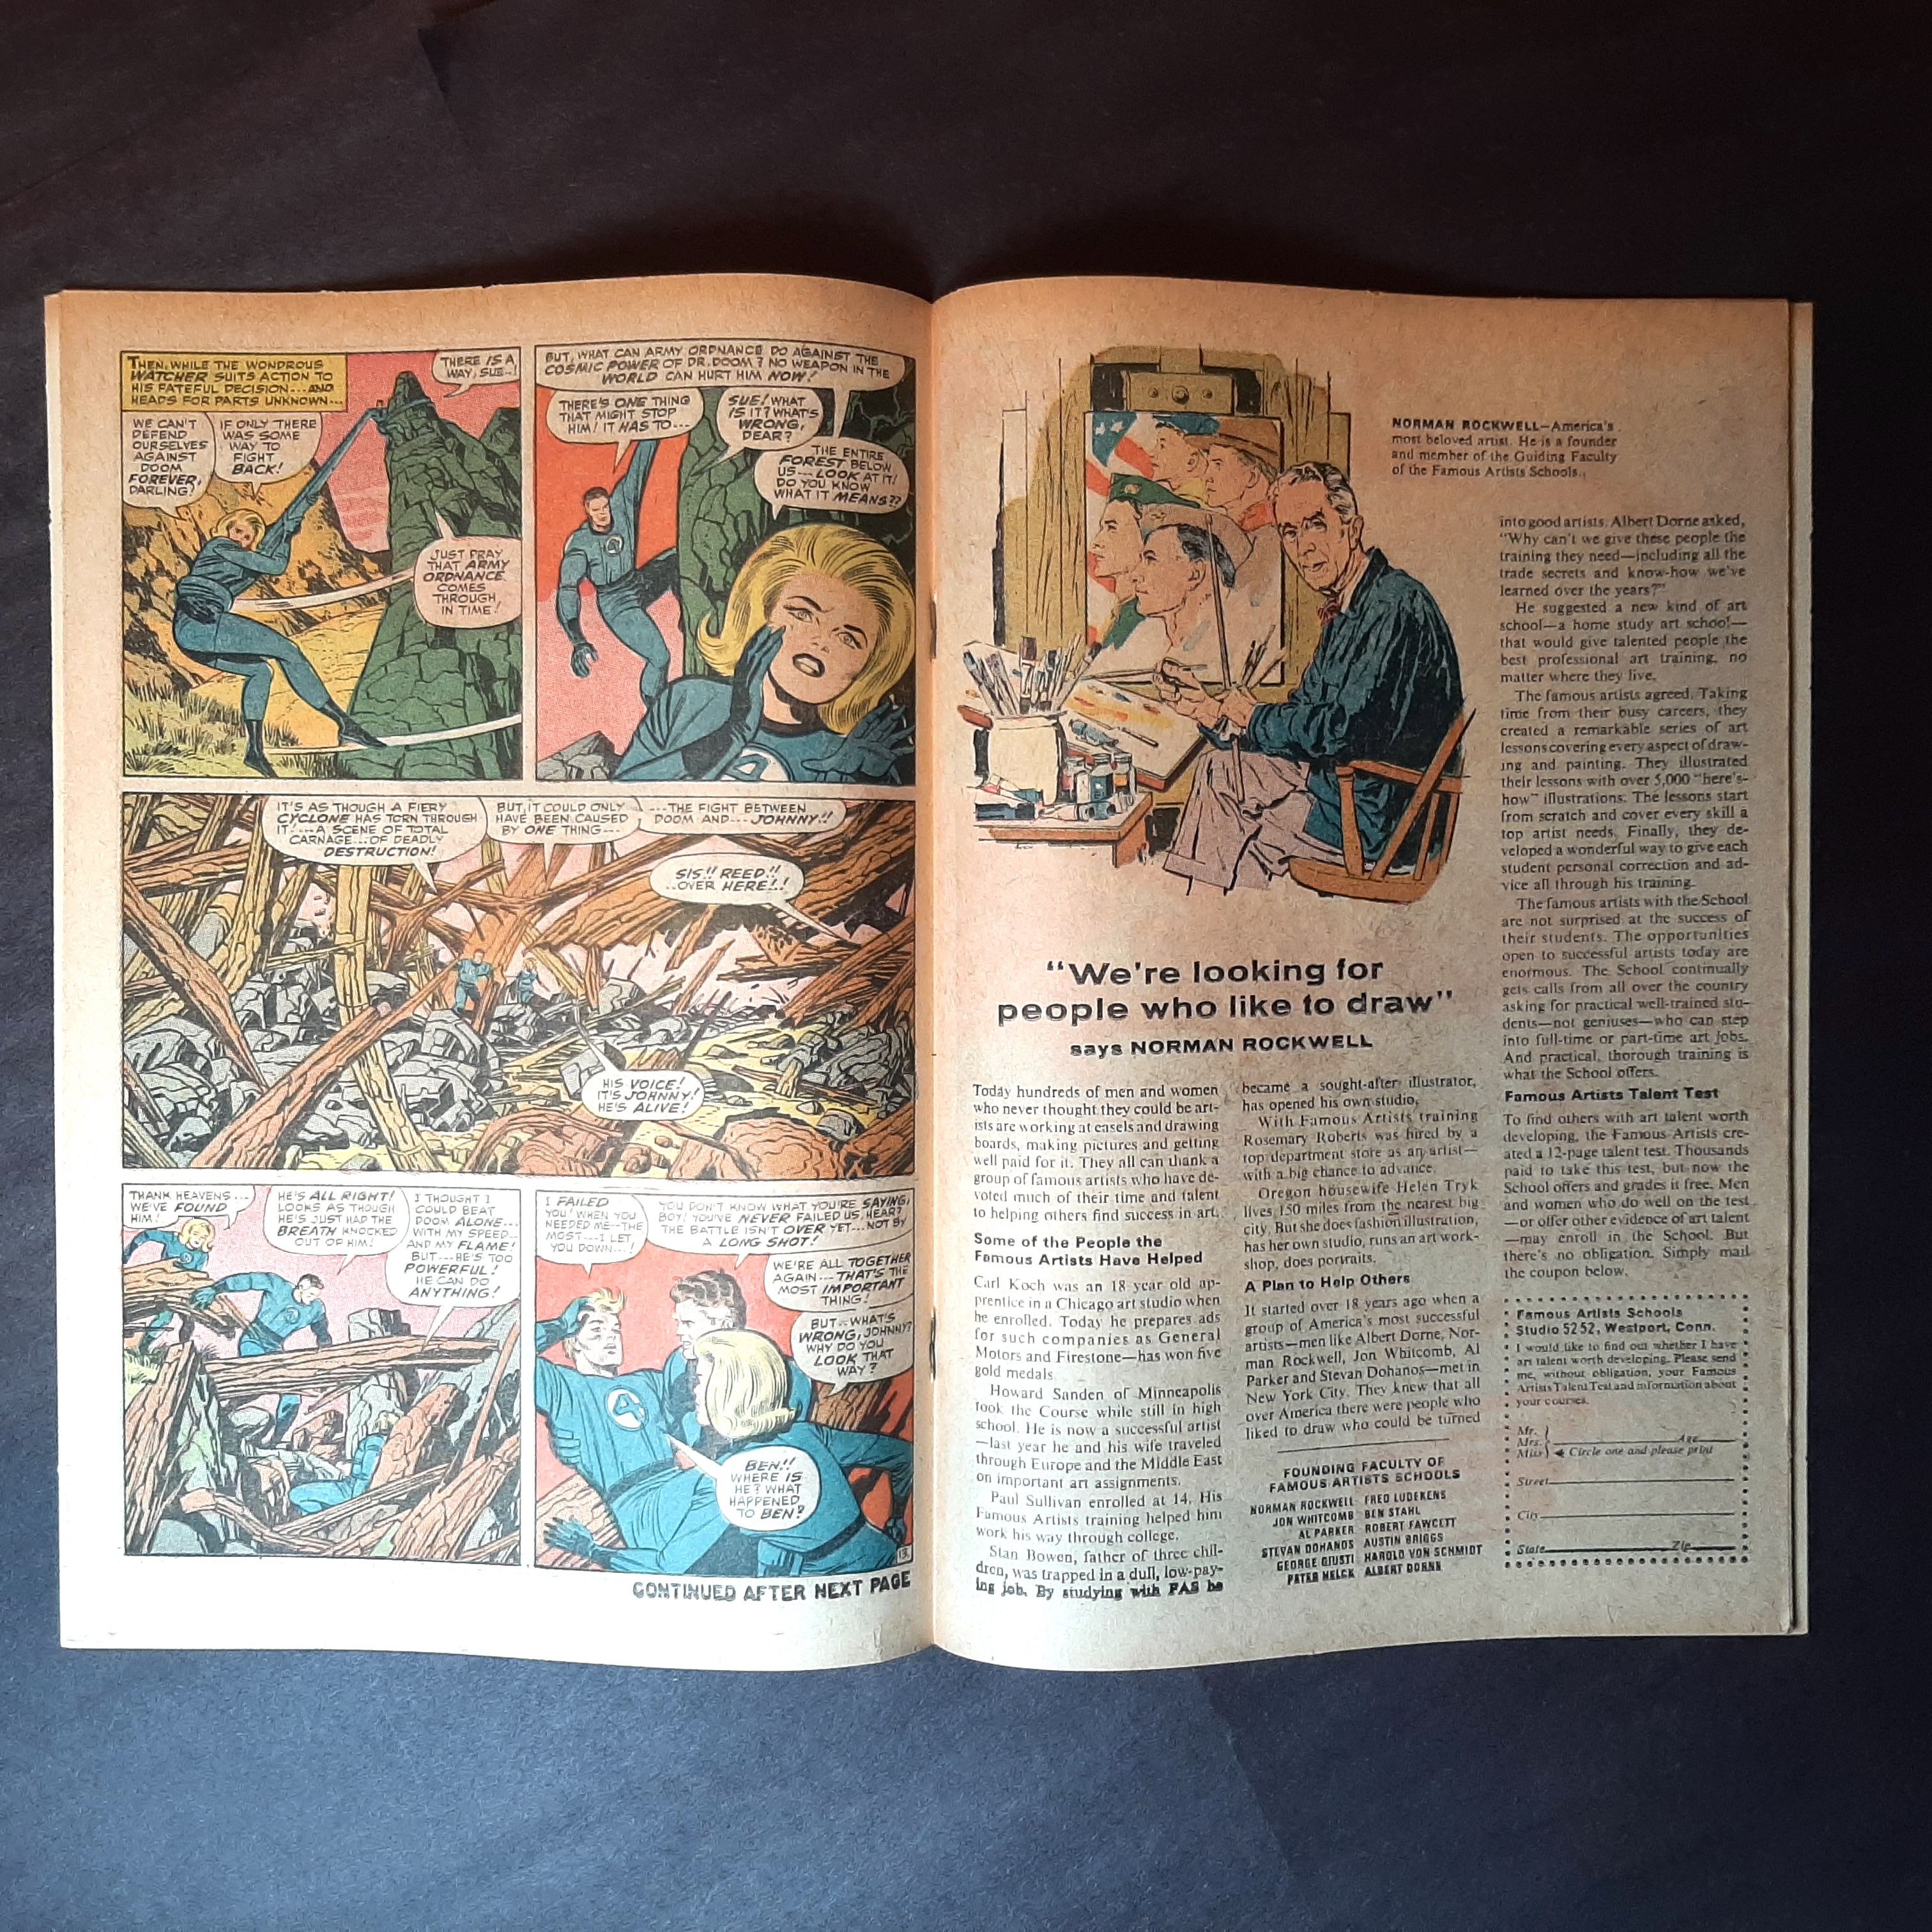 THEN, WHILE THE WONDROUS
WATCHER SUITS ACTION TO
HIS FATEFUL DECISION...AND
HEADS FOR PARTS UNKNOWN...
THERE IS A
WAY, SUE...!
WE CAN'T
DEFEND
OURSELVES
AGAINST
DOOM
FOREVER,
DARLING!
IF ONLY THERE
WAS SOME
WAY TO
FIGHT
BACK!
JUST PRAY
THAT ARMY
ORDNANCE
COMES
THROUGH
IN TIME!
BUT, WHAT CAN ARMY ORDNANCE DO AGAINST THE
COSMIC POWER OF DR. DOOM? NO WEAPON IN THE
WORLD CAN HURT HIM NOW!
THERE'S ONE THING
THAT MIGHT STOP
HIM! IT HAS TO---
SUE! WHAT
IS IT? WHAT'S
WRONG,
DEAR?
THE ENTIRE
FOREST BELOW
US---LOOK AT IT!
DO YOU KNOW
WHAT IT MEANS??
IT'S AS THOUGH A FIERY
CYCLONE HAS TORN THROUGH
IT!---A SCENE OF TOTAL
CARNAGE...OF DEADLY
DESTRUCTION!
BUT, IT COULD ONLY
HAVE BEEN CAUSED
BY ONE THING---
---THE FIGHT BETWEEN
DOOM AND---JOHNNY!!
SIS!! REED!!
..OVER HERE!..!
HIS VOICE!
IT'S JOHNNY!
HE'S ALIVE!
THANK HEAVENS...
WE'VE FOUND
HIM!
HE'S ALL RIGHT!
LOOKS AS THOUGH
HE'S JUST HAD THE
BREATH KNOCKED
OUT OF HIM!
I THOUGHT I
COULD BEAT
DOOM ALONE...
WITH MY SPEED--
AND MY FLAME!
BUT---HE'S TOO
POWERFUL!
HE CAN DO
ANYTHING!
I FAILED
YOU! WHEN YOU
NEEDED ME--THE
MOST---I LET
YOU DOWN...!
YOU DON'T KNOW WHAT YOU'RE SAYING,
BOY! YOU'VE NEVER FAILED US, HEAR?
THE BATTLE ISN'T OVER YET...NOT BY
A LONG SHOT!
WE'RE ALL TOGETHER
AGAIN---THAT'S THE
MOST IMPORTANT
THING!
BUT--WHAT'S
WRONG, JOHNNY?
WHY DO YOU
LOOK THAT
WAY?
BEN!!
WHERE IS
HE? WHAT
HAPPENED
TO BEN?
13
CONTINUED AFTER NEXT PAGE
NORMAN ROCKWELL—America's
most beloved artist. He is a founder
and member of the Guiding Faculty
of the Famous Artists Schools.
"We're looking for
people who like to draw"
says NORMAN ROCKWELL
Today hundreds of men and women
who never thought they could be art-
ists are working at easels and drawing
boards, making pictures and getting
well paid for it. They all can thank a
group of famous artists who have de-
voted much of their time and talent
to helping others find success in art.
Some of the People the
Famous Artists Have Helped
Carl Koch was an 18 year old ap-
prentice in a Chicago art studio when
he enrolled. Today he prepares ads
for such companies as General
Motors and Firestone—has won five
gold medals.
Howard Sanden of Minneapolis
took the Course while still in high
school. He is now a successful artist
—last year he and his wife traveled
through Europe and the Middle East
on important art assignments.
Paul Sullivan enrolled at 14. His
Famous Artists training helped him
work his way through college.
Stan Bowen, father of three chil-
dren, was trapped in a dull, low-pay-
ing job. By studying with FAS he
became a sought-after illustrator,
has opened his own studio.
With Famous Artists training
Rosemary Roberts was hired by a
top department store as an artist—
with a big chance to advance.
Oregon housewife Helen Tryk
lives 150 miles from the nearest big
city. But she does fashion illustration,
has her own studio, runs an art work-
shop, does portraits.
A Plan to Help Others
It started over 18 years ago when a
group of America's most successful
artists—men like Albert Dorne, Nor-
man Rockwell, Jon Whitcomb, Al
Parker and Stevan Dohanos—met in
New York City. They knew that all
over America there were people who
liked to draw who could be turned
FOUNDING FACULTY OF
FAMOUS ARTISTS SCHOOLS
NORMAN ROCKWELL FRED LUDEKENS
JON WHITCOMB BEN STAHL
AL PARKER ROBERT FAWCETT
STEVAN DOHANOS AUSTIN BRIGGS
GEORGE GIUSTI HAROLD VON SCHMIDT
PETER HELCK ALBERT DORNE
into good artists. Albert Dorne asked,
"Why can't we give these people the
training they need—including all the
trade secrets and know-how we've
learned over the years?"
He suggested a new kind of art
school—a home study art school—
that would give talented people the
best professional art training, no
matter where they live.
The famous artists agreed. Taking
time from their busy careers, they
created a remarkable series of art
lessons covering every aspect of draw-
ing and painting. They illustrated
their lessons with over 5,000 "here's-
how" illustrations. The lessons start
from scratch and cover every skill a
top artist needs. Finally, they de-
veloped a wonderful way to give each
student personal correction and ad-
vice all through his training.
The famous artists with the School
are not surprised at the success of
their students. The opportunities
open to successful artists today are
enormous. The School continually
gets calls from all over the country
asking for practical well-trained stu-
dents—not geniuses—who can step
into full-time or part-time art jobs.
And practical, thorough training is
what the School offers.
Famous Artists Talent Test
To find others with art talent worth
developing, the Famous Artists cre-
ated a 12-page talent test. Thousands
paid to take this test, but now the
School offers and grades it free. Men
and women who do well on the test
—or offer other evidence of art talent
—may enroll in the School. But
there's no obligation. Simply mail
the coupon below.
Famous Artists Schools
Studio 5252, Westport, Conn.
I would like to find out whether I have
art talent worth developing. Please send
me, without obligation, your Famous
Artists Talent Test and information about
your courses.
Mr.
Mrs. Age
Miss Circle one and please print
Street
City
State Zip